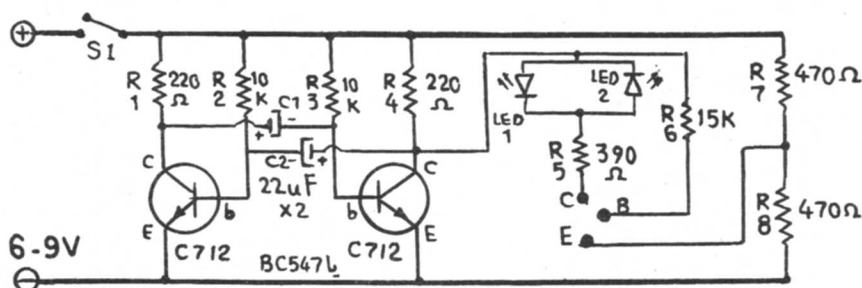 S1
R 1
220 Ω
R 2
10 K
R 3
10 K
R 4
220 Ω
C1
+ -
C2 - +
22uF x2
LED 1
LED 2
R 5
390 Ω
R 6
15K
R 7
470Ω
R 8
470Ω
C
B
E
C
b
E
C712
C
b
E
C712
BC547
6-9V
+
-